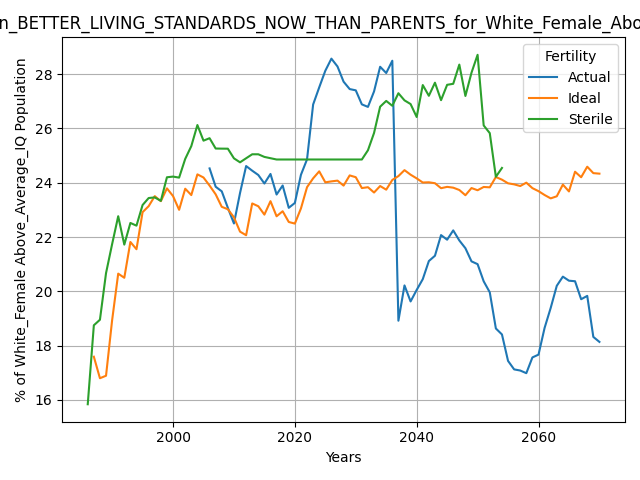 n_BETTER_LIVING_STANDARDS_NOW_THAN_PARENTS_for_White_Female_Abo
% of White_Female Above_Average_IQ Population
28
26
24
22
20
18
16
Fertility
Actual
Ideal
Sterile
2000
2020
2040
2060
Years